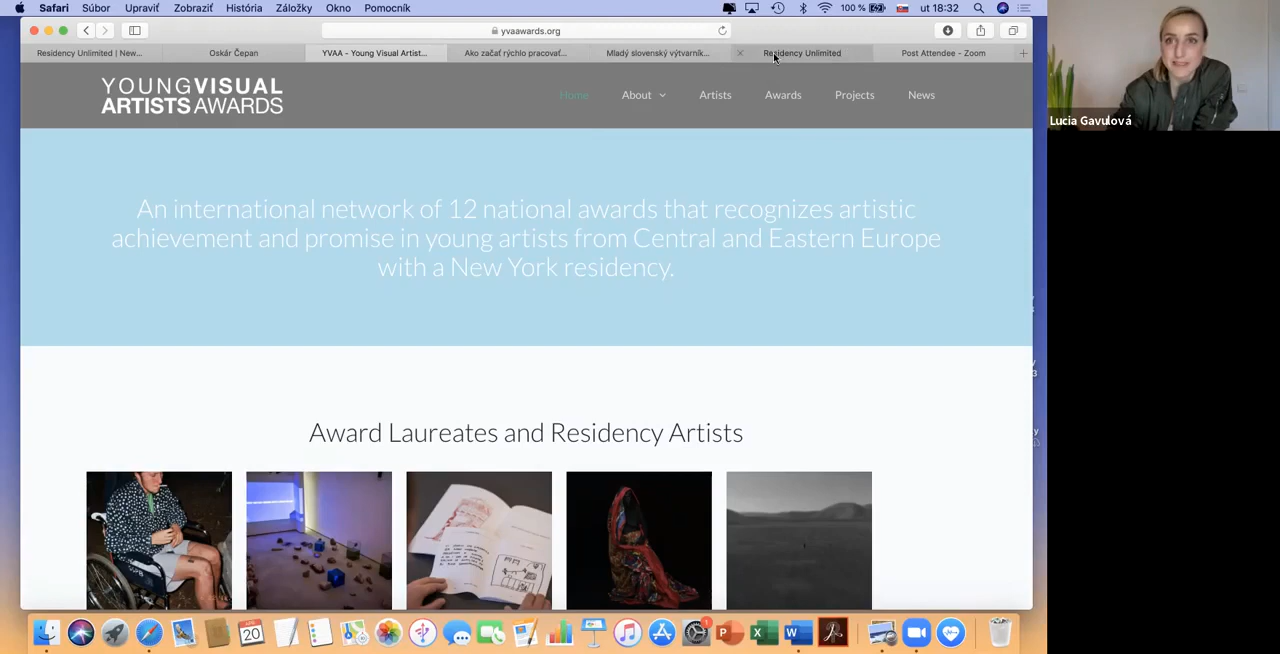 Safari Súbor Upraviť Zobraziť História Záložky Okno Pomocník 100 % ut 18:32
yvaawards.org
Residency Unlimited | New... Oskár Čepan YVAA - Young Visual Artist... Ako začať rýchlo pracovať... Mladý slovenský výtvarník... Residency Unlimited Post Attendee - Zoom
YOUNGVISUAL
ARTISTSAWARDS
Home About Artists Awards Projects News
An international network of 12 national awards that recognizes artistic
achievement and promise in young artists from Central and Eastern Europe
with a New York residency.
Award Laureates and Residency Artists
Lucia Gavulová
20
1